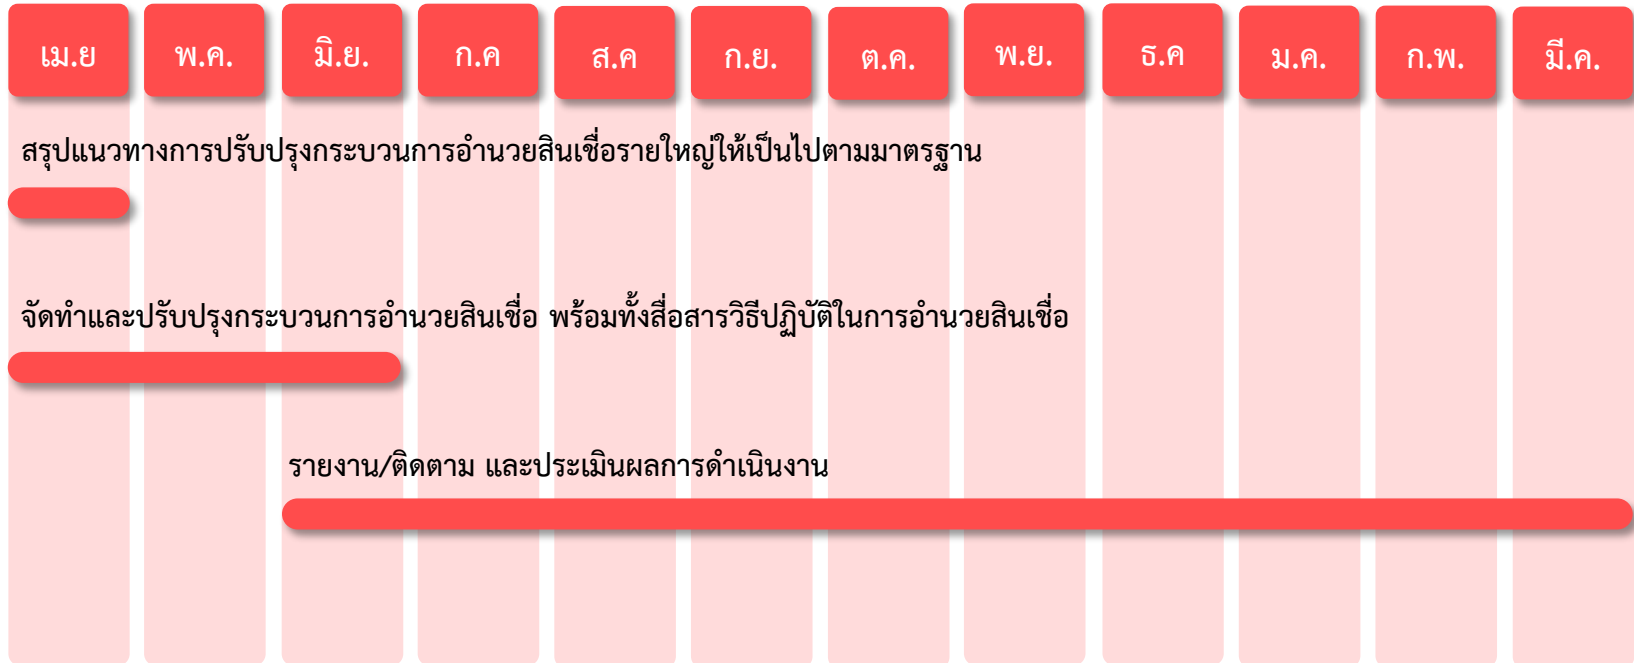 เม.ย พ.ค. มิ.ย. ก.ค ส.ค ก.ย. ต.ค. พ.ย. ธ.ค ม.ค. ก.พ. มี.ค.
สรุปแนวทางการปรับปรุงกระบวนการอำนวยสินเชื่อรายใหญ่ให้เป็นไปตามมาตรฐาน
จัดทำและปรับปรุงกระบวนการอำนวยสินเชื่อ พร้อมทั้งสื่อสารวิธีปฏิบัติในการอำนวยสินเชื่อ
รายงาน/ติดตาม และประเมินผลการดำเนินงาน